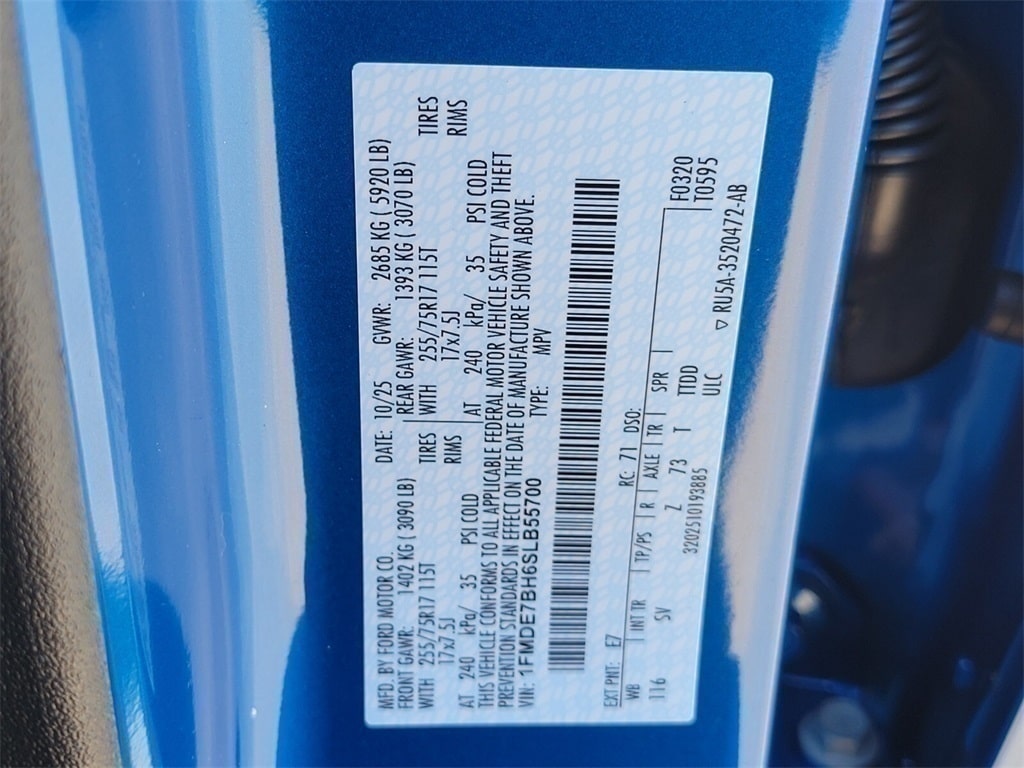 MFD. BY FORD MOTOR CO. DATE: 10/25 GVWR: 2685 KG ( 5920 LB)
FRONT GAWR: 1402 KG ( 3090 LB) REAR GAWR: 1393 KG ( 3070 LB)
WITH 255/75R17 115T TIRES WITH 255/75R17 115T TIRES
17x7.5J RIMS 17x7.5J RIMS
AT 240 kPa/ 35 PSI COLD AT 240 kPa/ 35 PSI COLD
THIS VEHICLE CONFORMS TO ALL APPLICABLE FEDERAL MOTOR VEHICLE SAFETY AND THEFT
PREVENTION STANDARDS IN EFFECT ON THE DATE OF MANUFACTURE SHOWN ABOVE.
VIN: 1FMDE7BH6SLB55700 TYPE: MPV
EXT PNT: E7 RC: 71 DSO: F0320
WB | INT TR | TP/PS | R | AXLE | TR | SPR | T0595
116 SV Z 73 T TTDD
3202510193885 ULC ▽ RU5A-3520472-AB